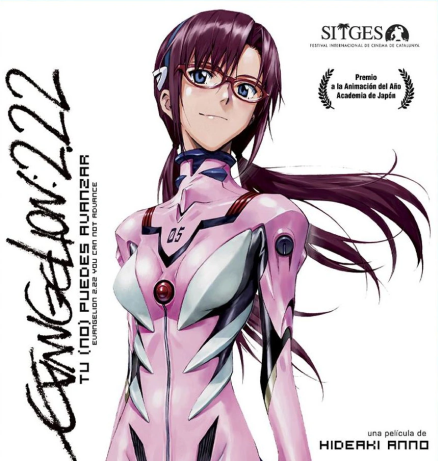 SITGES
FESTIVAL INTERNACIONAL DE CINEMA DE CATALUNYA
Premio
a la Animación del Año
Academia de Japón
EVANGELION:2.22
TU (NO) PUEDES AVANZAR
EVANGELION 2.22 YOU CAN NOT ADVANCE
05
una película de
HIDEAKI ANNO